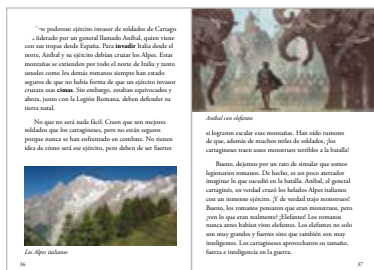 poderoso ejército invasor de soldados de Cartago
liderado por un general llamado Aníbal, quien viene
con sus tropas desde España. Para invadir Italia desde el
norte, Aníbal y su ejército debían cruzar los Alpes. Estas
montañas se extienden por todo el norte de Italia y tanto
ustedes como los demás romanos siempre han estado
seguros de que no había forma de que un ejército invasor
cruzara esas cimas. Sin embargo, estaban equivocados y
ahora, junto con la Legión Romana, deben defender su
tierra natal.
No que no será nada fácil. Creen que son mejores
soldados que los cartagineses, pero no están seguros
porque nunca se han enfrentado en combate. No tienen
idea de cómo será ese ejército, pero deben de ser fuertes
Los Alpes italianos
36
Aníbal con elefantes
si lograron escalar esas montañas. Han oído rumores
de que, además de muchos miles de soldados, ¡los
cartagineses traen unos monstruos terribles a la batalla!
Bueno, dejemos por un rato de simular que somos
legionarios romanos. De hecho, es un poco aterrador
imaginar lo que sucedió en la batalla. Aníbal, el general
cartaginés, en verdad cruzó los helados Alpes italianos
con un inmenso ejército. ¡Y de verdad trajo monstruos!
Bueno, los romanos pensaron que eran monstruos, pero
¿en lo que eran realmente? ¡Elefantes! Los romanos
nunca antes habían visto elefantes. Los elefantes no solo
son muy grandes y fuertes sino que también son muy
inteligentes. Los cartagineses aprovecharon su tamaño,
fuerza e inteligencia en la guerra.
37